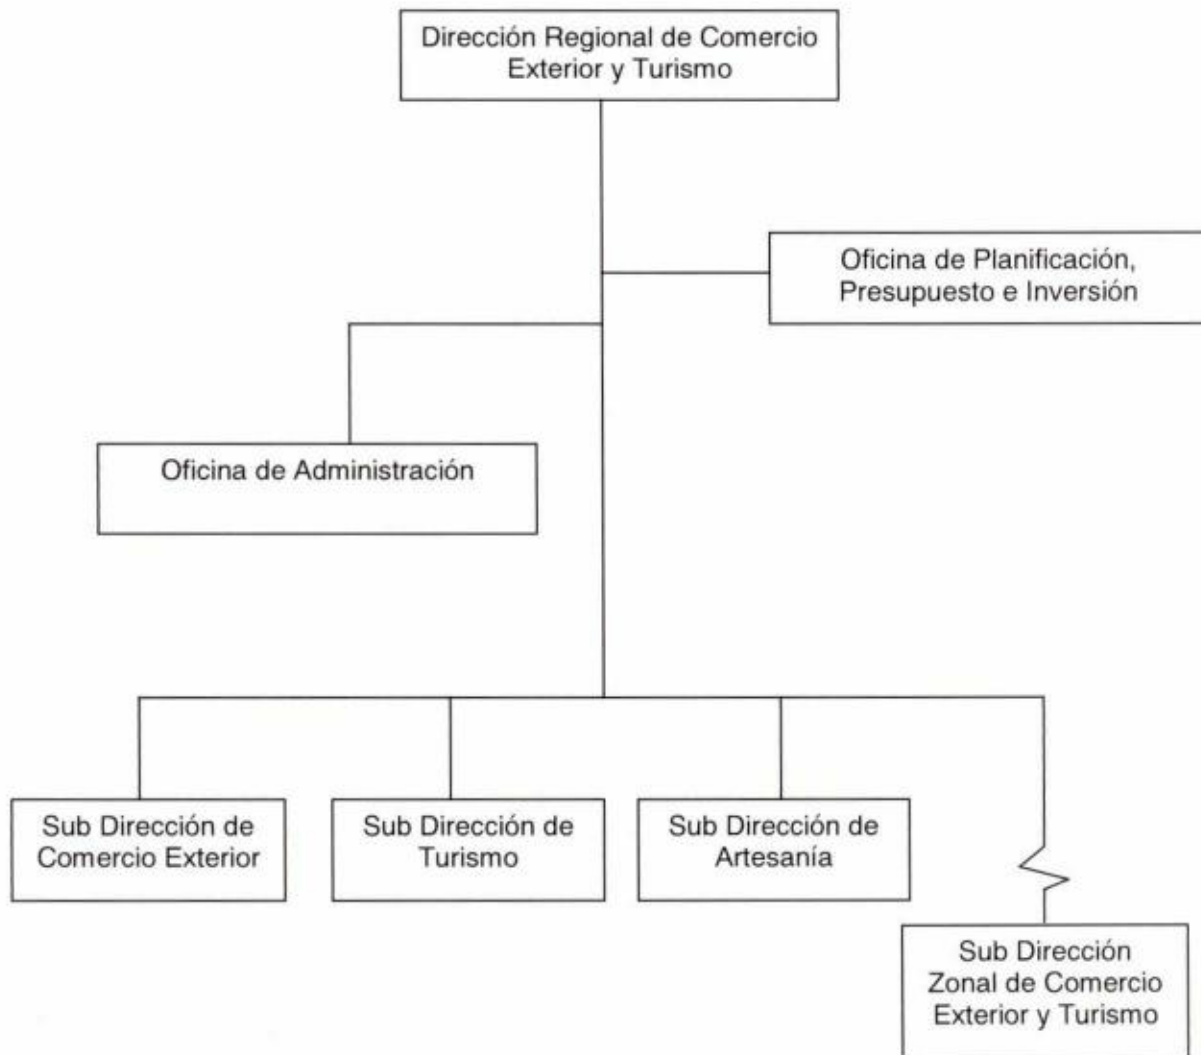 Dirección Regional de Comercio
Exterior y Turismo
Oficina de Planificación,
Presupuesto e Inversión
Oficina de Administración
Sub Dirección de
Comercio Exterior
Sub Dirección de
Turismo
Sub Dirección de
Artesanía
Sub Dirección
Zonal de Comercio
Exterior y Turismo